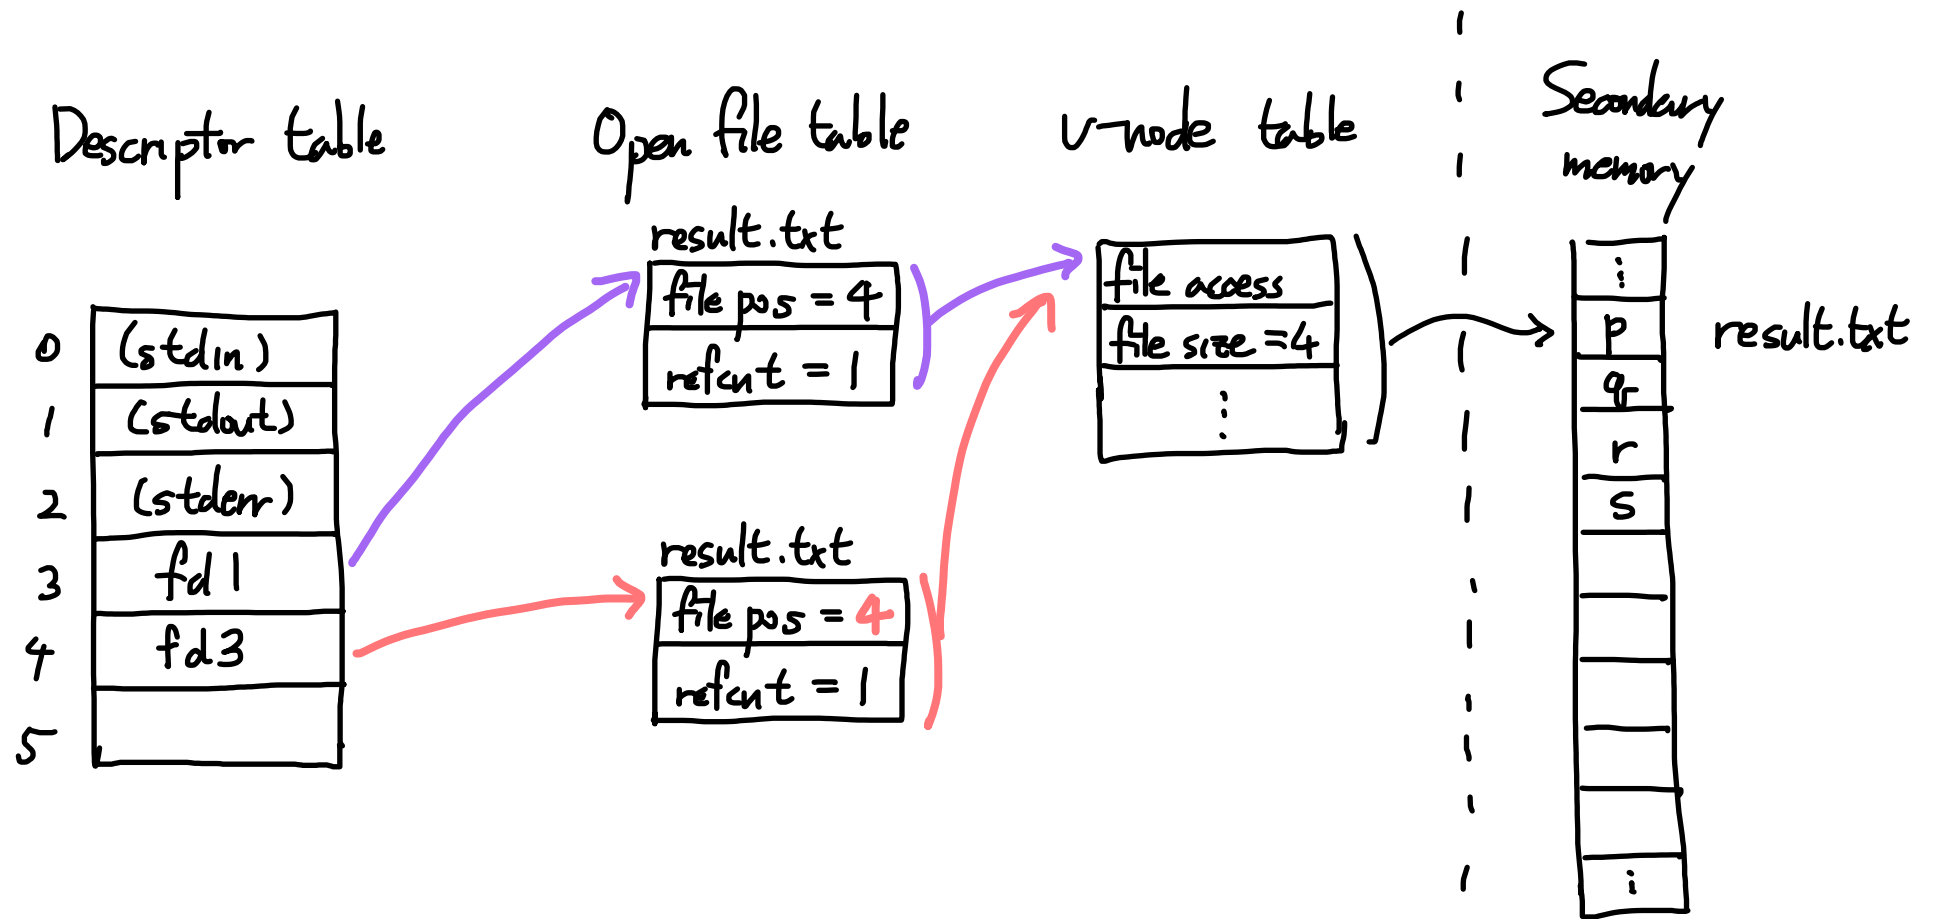 Descriptor table
0 (stdin)
1 (stdout)
2 (stderr)
3 fd1
4 fd3
5
Open file table
result.txt
file pos = 4
refcnt = 1
result.txt
file pos = 4
refcnt = 1
v-node table
file access
file size = 4
⋮
Secondary
memory
⋮
p
q
r
s
⋮
result.txt